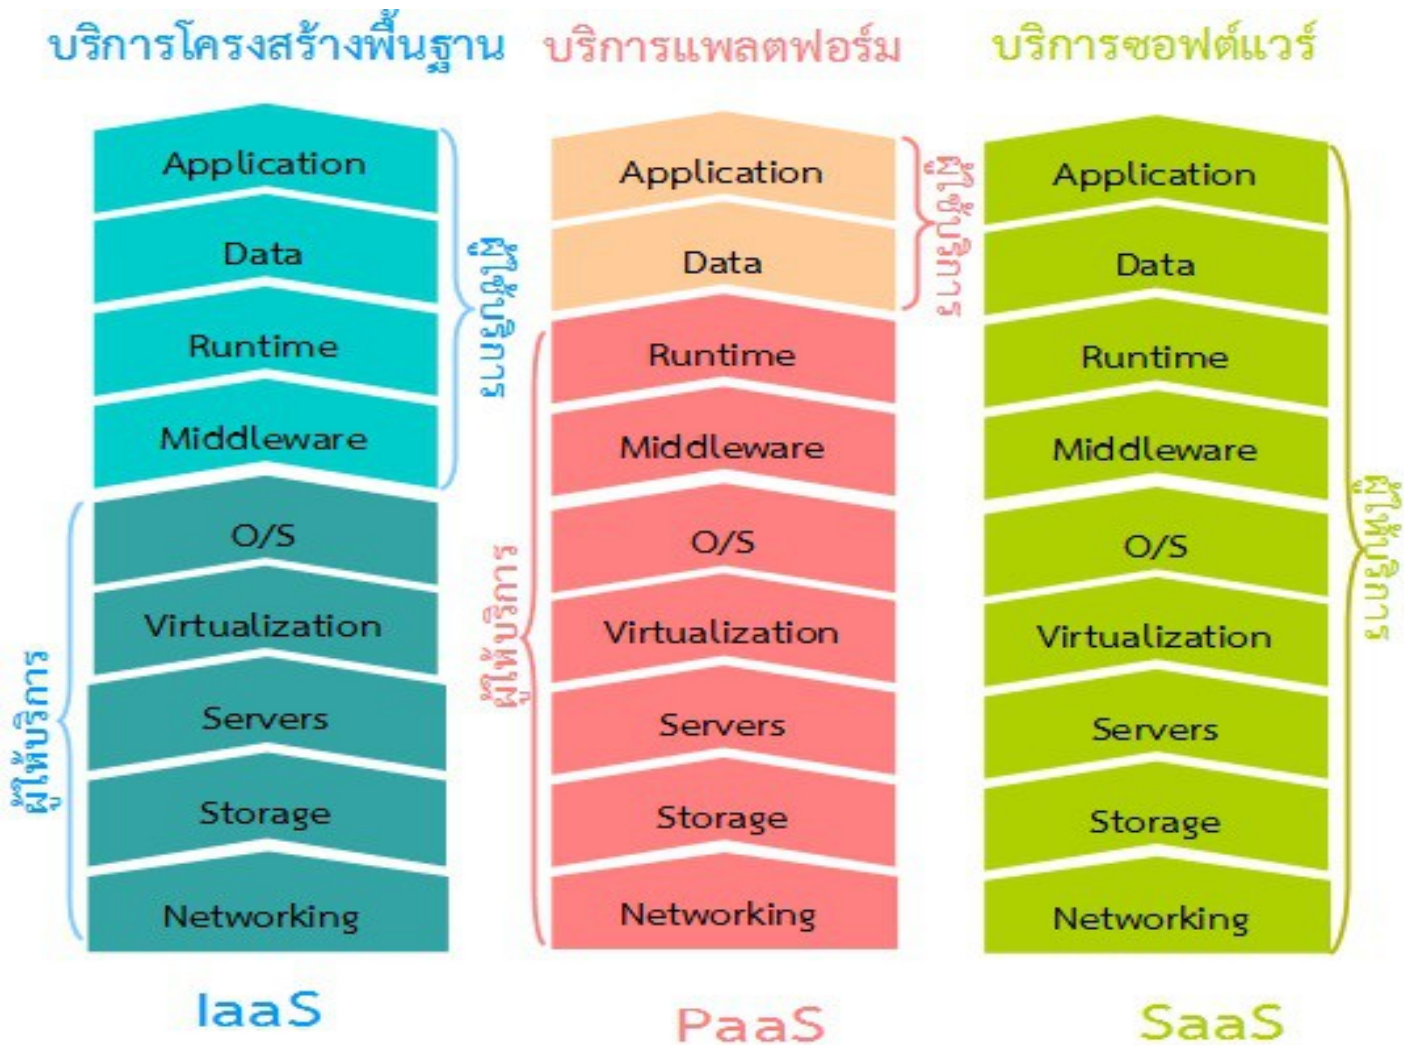 บริการโครงสร้างพื้นฐาน
Application
Data
Runtime
Middleware
O/S
Virtualization
Servers
Storage
Networking
ผู้ใช้บริการ
ผู้ให้บริการ
IaaS
บริการแพลตฟอร์ม
Application
Data
Runtime
Middleware
O/S
Virtualization
Servers
Storage
Networking
ผู้ใช้บริการ
ผู้ให้บริการ
PaaS
บริการซอฟต์แวร์
Application
Data
Runtime
Middleware
O/S
Virtualization
Servers
Storage
Networking
ผู้ให้บริการ
SaaS